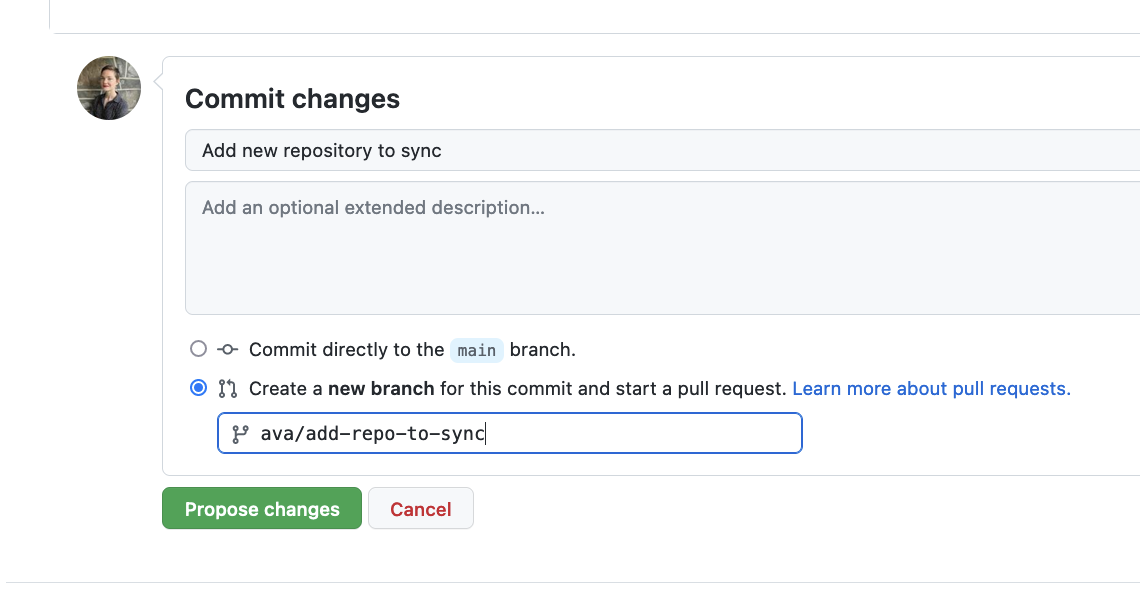 Commit changes
Add new repository to sync
Add an optional extended description...
Commit directly to the main branch.
Create a new branch for this commit and start a pull request. Learn more about pull requests.
ava/add-repo-to-sync
Propose changes Cancel